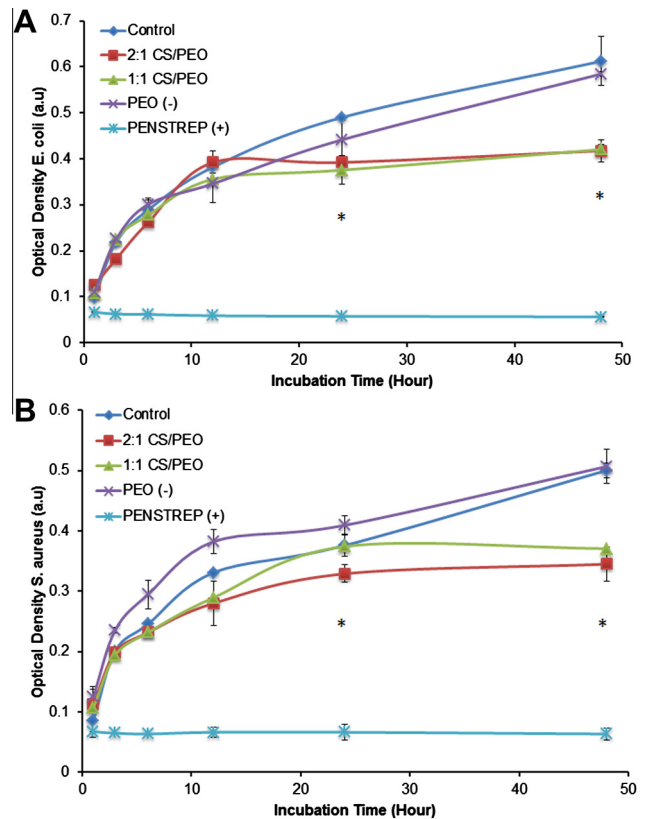 A
0.7
0.6
0.5
0.4
0.3
0.2
0.1
0
Optical Density E. coli (a.u)
Control
2:1 CS/PEO
1:1 CS/PEO
PEO (-)
PENSTREP (+)
*
*
0 10 20 30 40 50
Incubation Time (Hour)
B
0.6
0.5
0.4
0.3
0.2
0.1
0
Optical Density S. aureus (a.u)
Control
2:1 CS/PEO
1:1 CS/PEO
PEO (-)
PENSTREP (+)
*
*
0 10 20 30 40 50
Incubation Time (Hour)